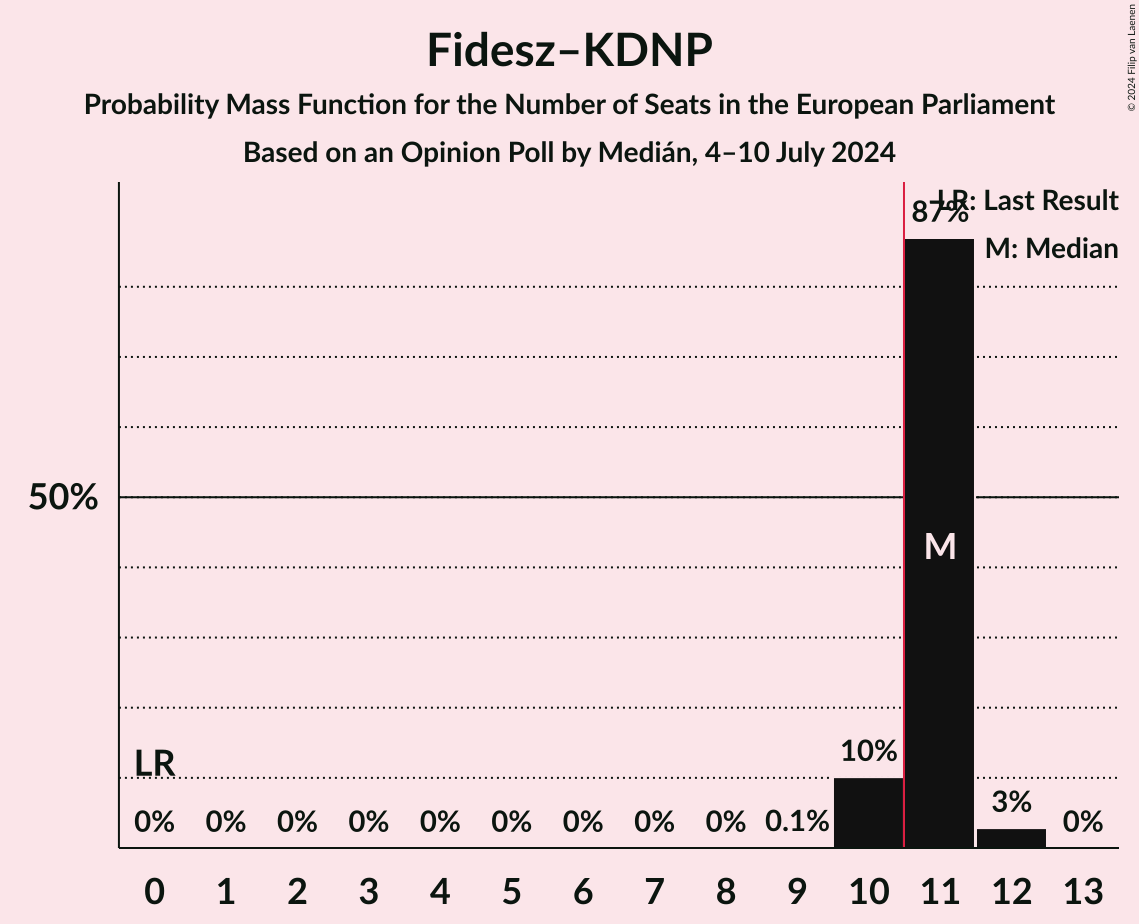 Fidesz–KDNP
Probability Mass Function for the Number of Seats in the European Parliament
Based on an Opinion Poll by Medián, 4–10 July 2024
© 2024 Filip van Laenen
LR: Last Result
M: Median
87%
50%
M
LR
10%
3%
0% 0% 0% 0% 0% 0% 0% 0% 0% 0.1% 0%
0 1 2 3 4 5 6 7 8 9 10 11 12 13